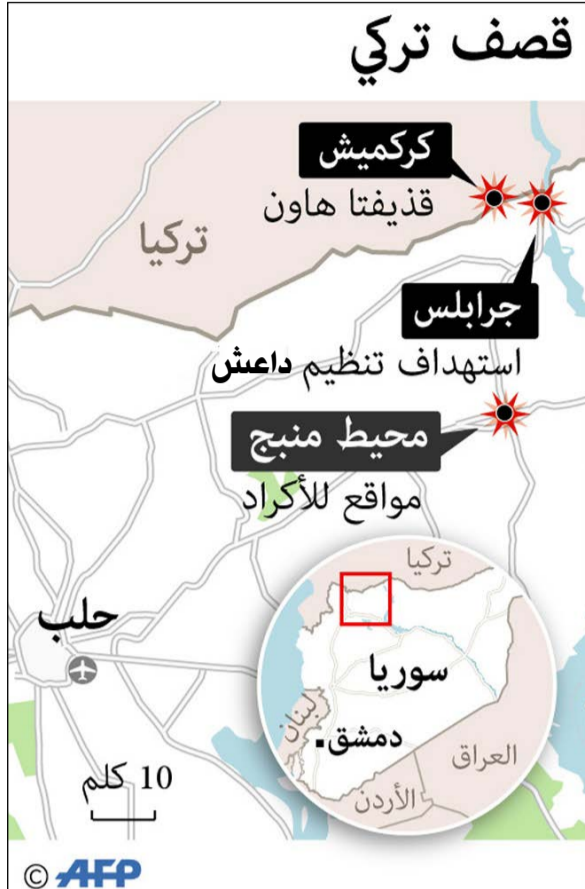 قصف تركي
كركميش
قذيفتا هاون
تركيا
جرابلس
استهداف تنظيم داعش
محيط منبج
مواقع للأكراد
حلب
تركيا
سوريا
لبنان
دمشق
العراق
الأردن
10 كلم
© AFP